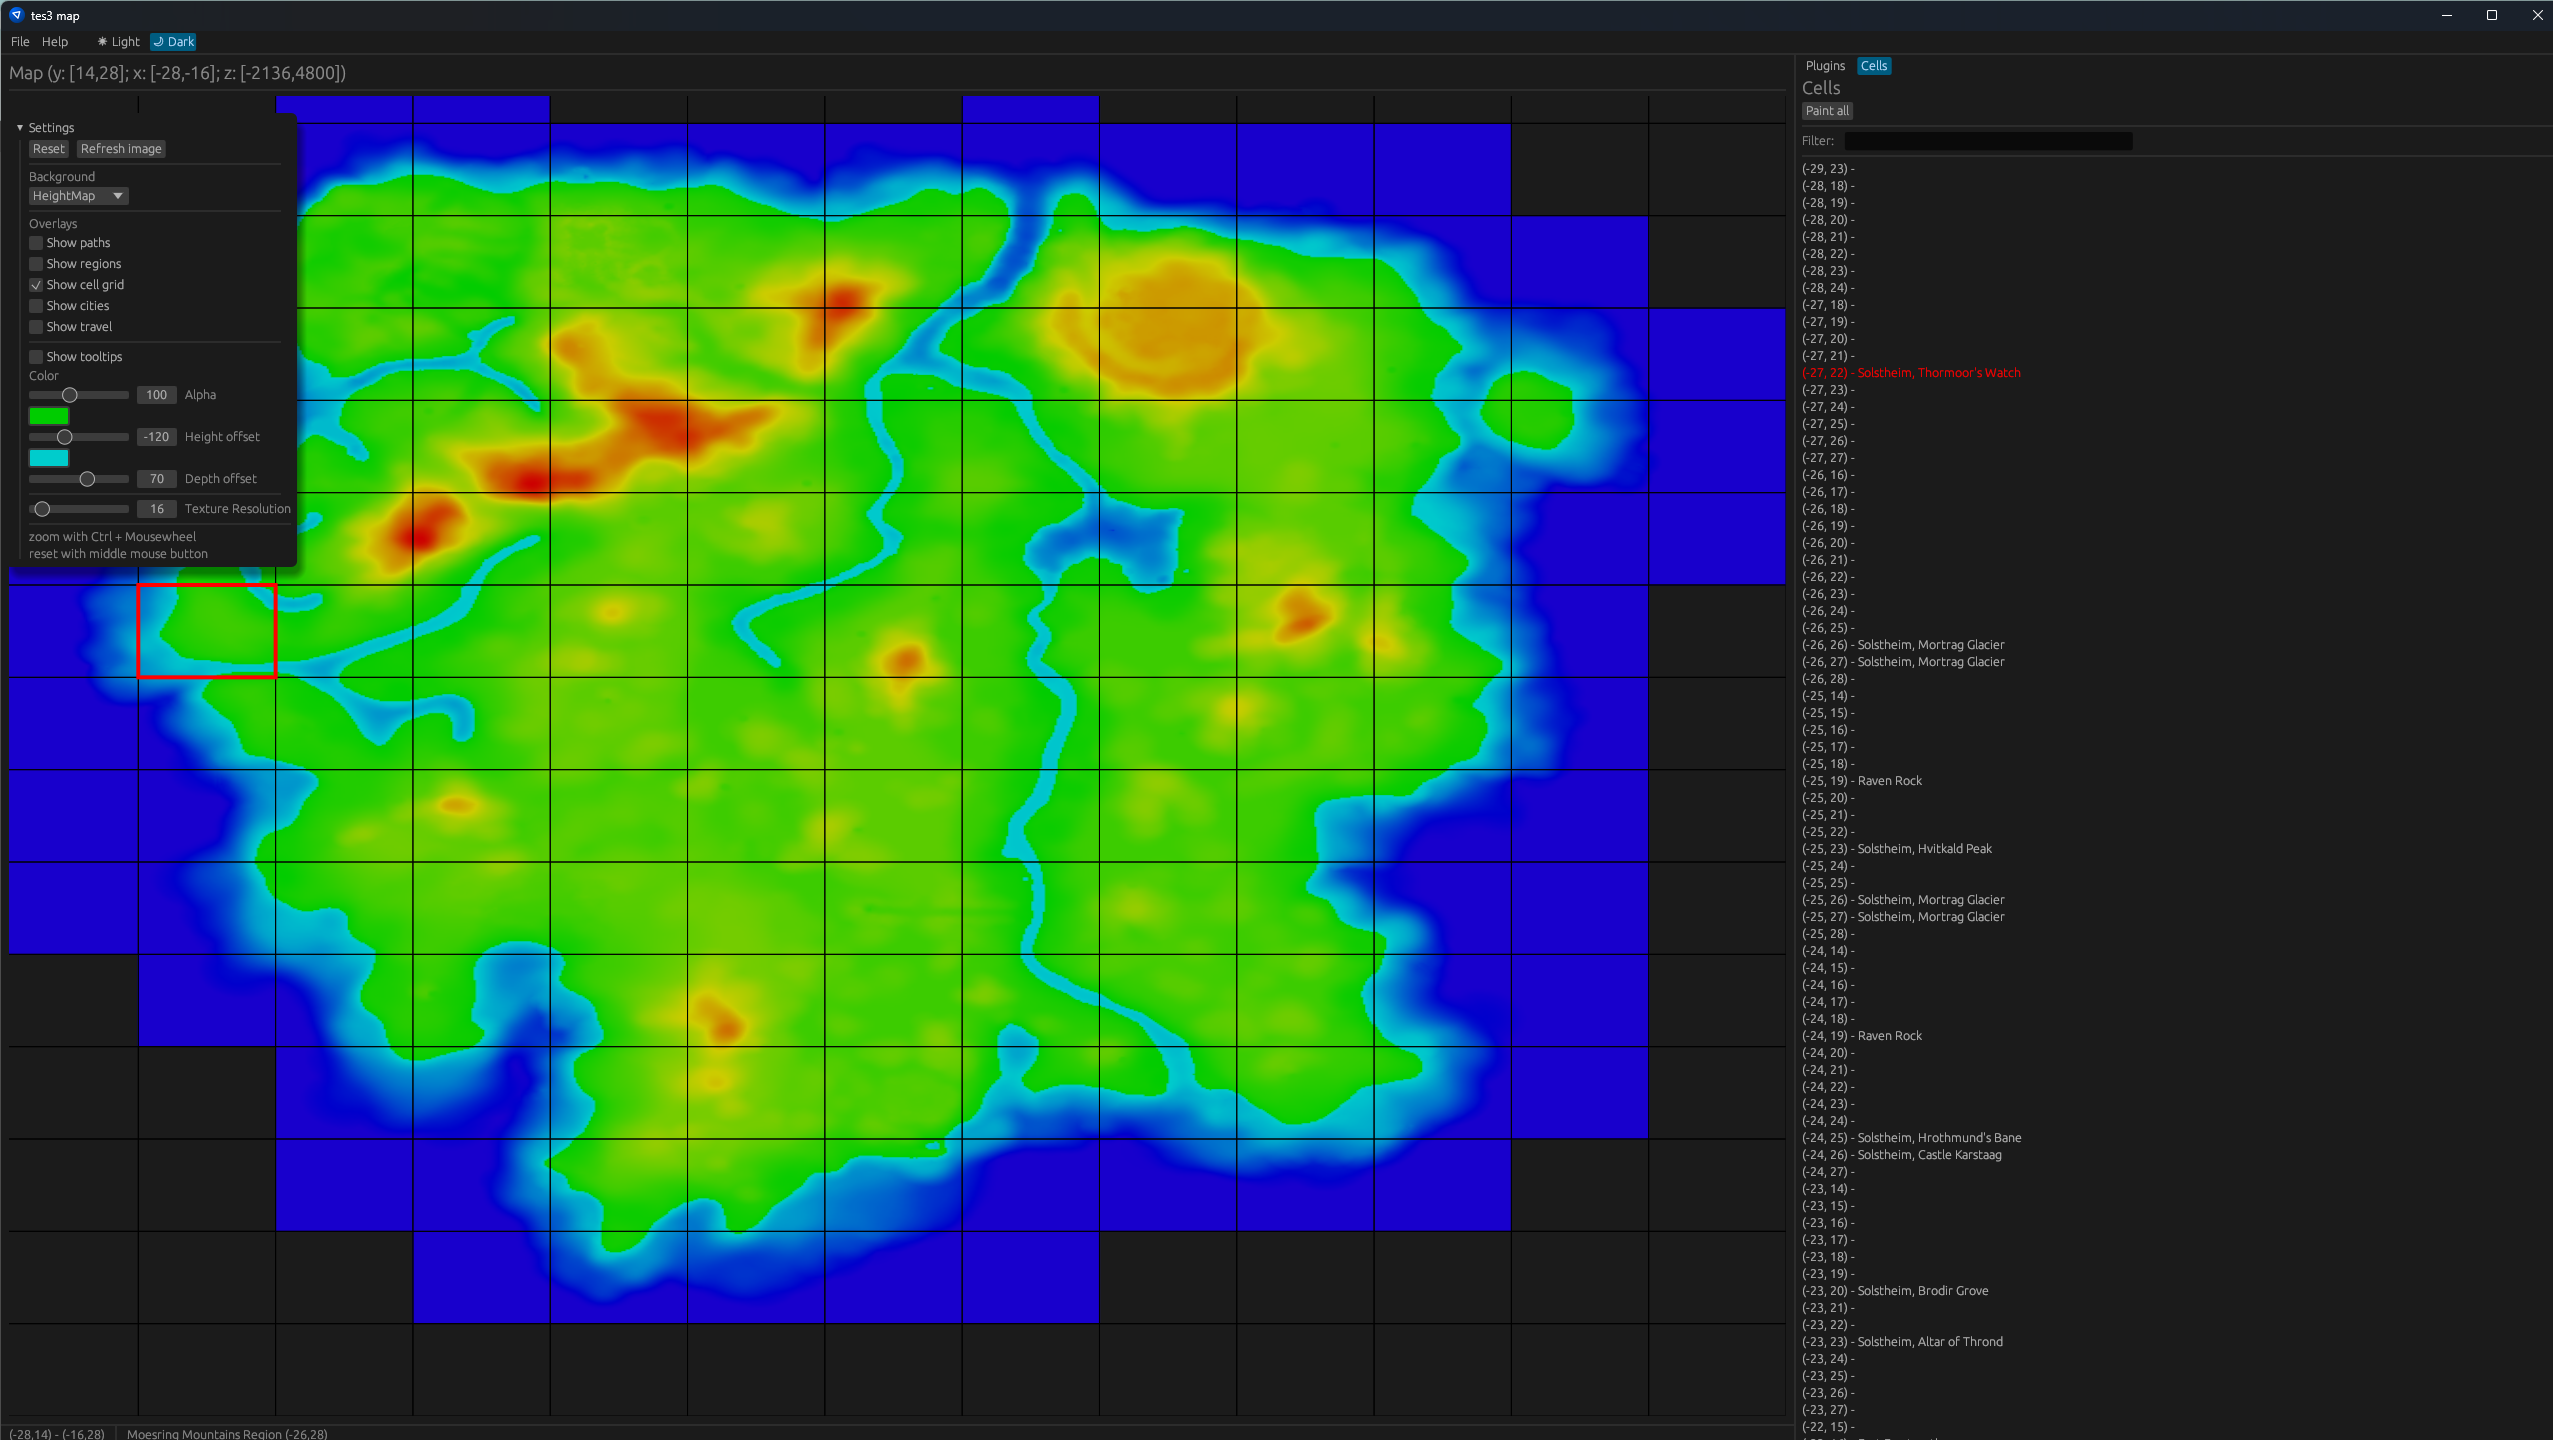 tes3 map
File Help Light Dark
Map (y: [14,28]; x: [-28,-16]; z: [-2136,4800])
Settings
Reset Refresh image
Background
HeightMap
Overlays
Show paths
Show regions
Show cell grid
Show cities
Show travel
Show tooltips
Color
100 Alpha
-120 Height offset
70 Depth offset
16 Texture Resolution
zoom with Ctrl + Mousewheel
reset with middle mouse button
Plugins Cells
Cells
Paint all
Filter:
(-29, 23) -
(-28, 18) -
(-28, 19) -
(-28, 20) -
(-28, 21) -
(-28, 22) -
(-28, 23) -
(-28, 24) -
(-27, 18) -
(-27, 19) -
(-27, 20) -
(-27, 21) -
(-27, 22) - Solstheim, Thormoor's Watch
(-27, 23) -
(-27, 24) -
(-27, 25) -
(-27, 26) -
(-27, 27) -
(-26, 16) -
(-26, 17) -
(-26, 18) -
(-26, 19) -
(-26, 20) -
(-26, 21) -
(-26, 22) -
(-26, 23) -
(-26, 24) -
(-26, 25) -
(-26, 26) - Solstheim, Mortrag Glacier
(-26, 27) - Solstheim, Mortrag Glacier
(-26, 28) -
(-25, 14) -
(-25, 15) -
(-25, 16) -
(-25, 17) -
(-25, 18) -
(-25, 19) - Raven Rock
(-25, 20) -
(-25, 21) -
(-25, 22) -
(-25, 23) - Solstheim, Hvitkald Peak
(-25, 24) -
(-25, 25) -
(-25, 26) - Solstheim, Mortrag Glacier
(-25, 27) - Solstheim, Mortrag Glacier
(-25, 28) -
(-24, 14) -
(-24, 15) -
(-24, 16) -
(-24, 17) -
(-24, 18) -
(-24, 19) - Raven Rock
(-24, 20) -
(-24, 21) -
(-24, 22) -
(-24, 23) -
(-24, 24) -
(-24, 25) - Solstheim, Hrothmund's Bane
(-24, 26) - Solstheim, Castle Karstaag
(-24, 27) -
(-23, 14) -
(-23, 15) -
(-23, 16) -
(-23, 17) -
(-23, 18) -
(-23, 19) -
(-23, 20) - Solstheim, Brodir Grove
(-23, 21) -
(-23, 22) -
(-23, 23) - Solstheim, Altar of Thrond
(-23, 24) -
(-23, 25) -
(-23, 26) -
(-23, 27) -
(-22, 15) -
(-28,14) - (-16,28) Moesring Mountains Region (-26,28)